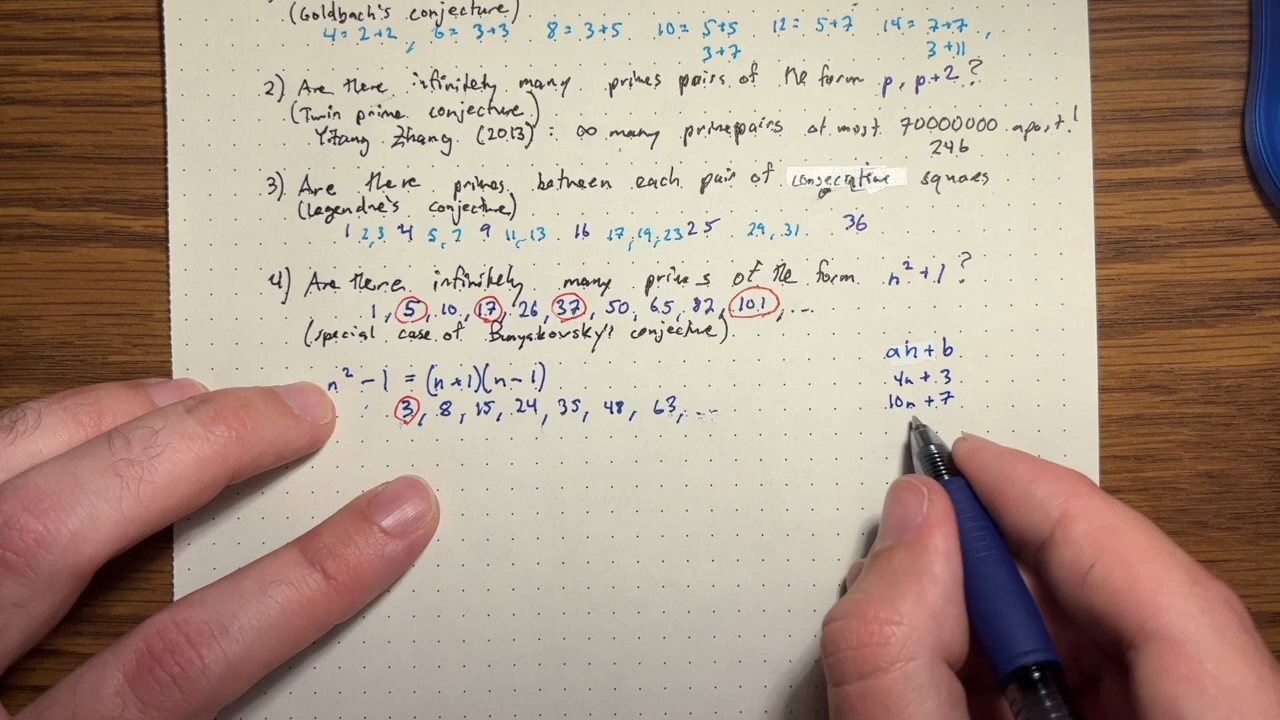 (Goldbach's conjecture)
4 = 2+2, 6 = 3+3 8 = 3+5 10 = 5+5 12 = 5+7 14 = 7+7,
3+7 3+11
2) Are there infinitely many primes pairs of the form p, p+2?
(Twin prime conjecture)
Yitang Zhang (2013): ∞ many prime pairs at most 70000000 apart!
246
3) Are there primes between each pair of consecutive squares
(Legendre's conjecture)
1 2,3 4 5,7 9 11,13 16 17,19,23 25 29,31 36
4) Are there infinitely many primes of the form n² + 1?
1, 5, 10, 17, 26, 37, 50, 65, 82, 101, ...
(special case of Bunyakovsky's conjecture)
an + b
n² - 1 = (n+1)(n-1)
4n + 3
3, 8, 15, 24, 35, 48, 63, ...
10n + 7